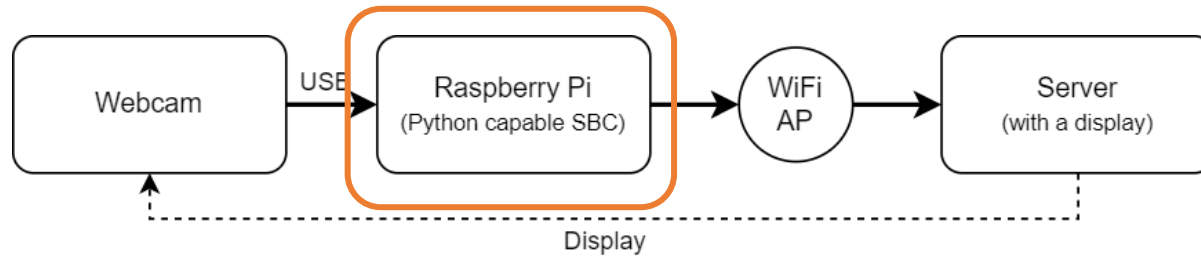 Webcam
USB
Raspberry Pi
(Python capable SBC)
WiFi
AP
Server
(with a display)
Display